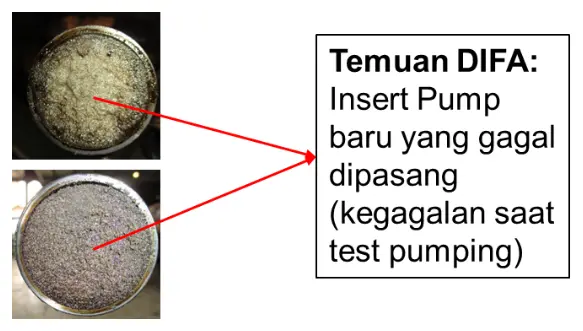 Temuan DIFA:
Insert Pump
baru yang gagal
dipasang
(kegagalan saat
test pumping)